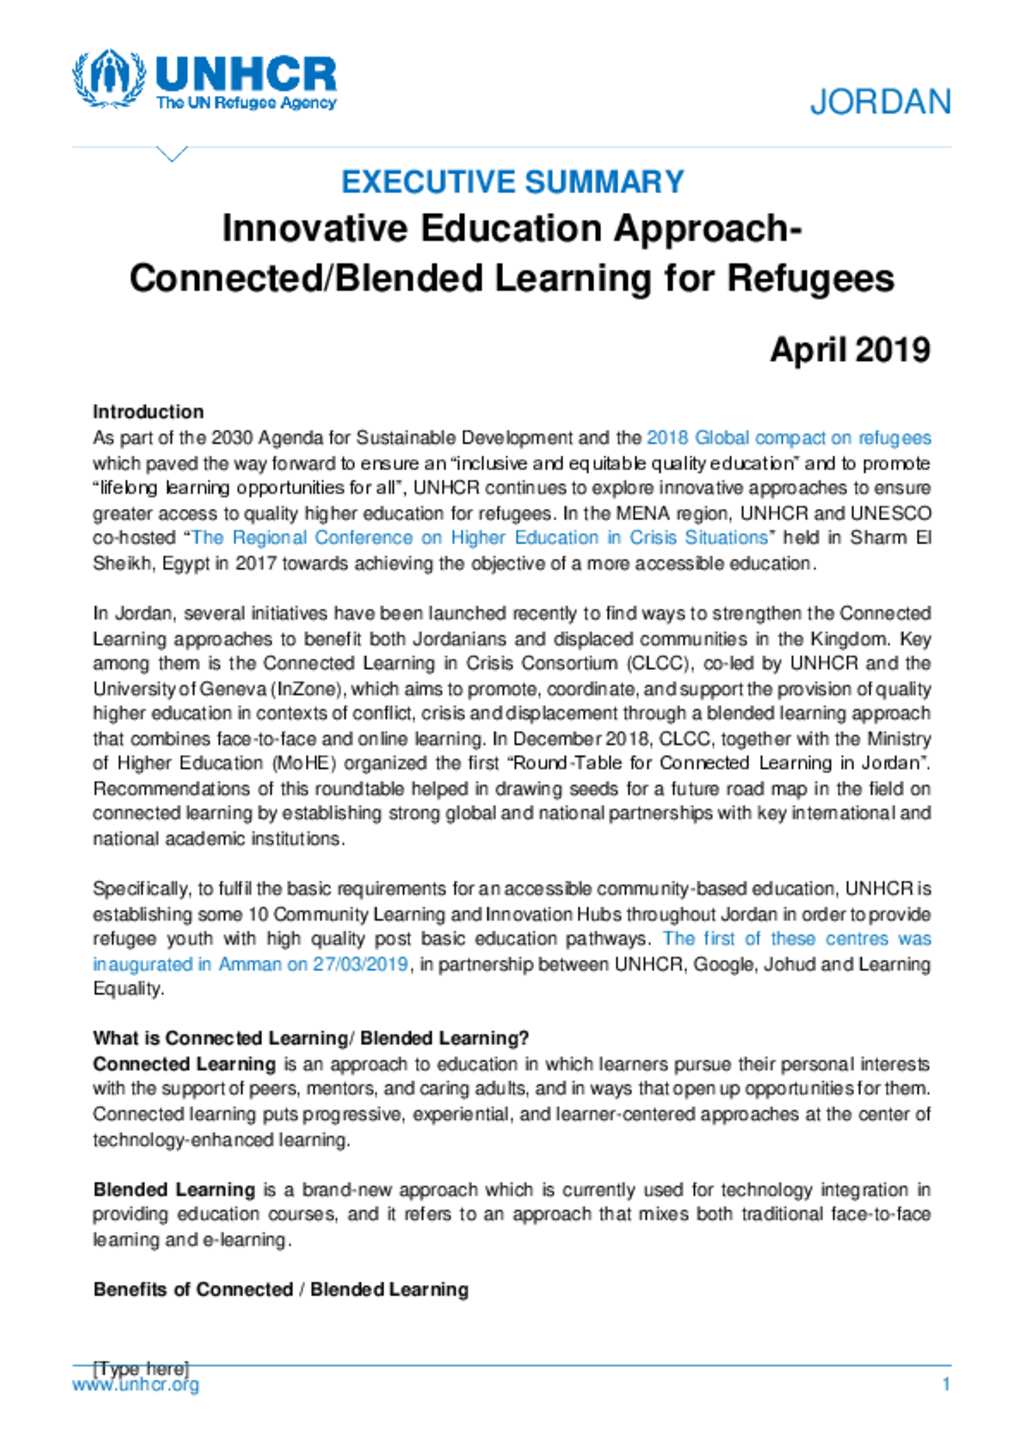 UNHCR
The UN Refugee Agency
JORDAN
EXECUTIVE SUMMARY
Innovative Education Approach-
Connected/Blended Learning for Refugees
April 2019
Introduction
As part of the 2030 Agenda for Sustainable Development and the 2018 Global compact on refugees
which paved the way forward to ensure an “inclusive and equitable quality education” and to promote
“lifelong learning opportunities for all”, UNHCR continues to explore innovative approaches to ensure
greater access to quality higher education for refugees. In the MENA region, UNHCR and UNESCO
co-hosted “The Regional Conference on Higher Education in Crisis Situations” held in Sharm El
Sheikh, Egypt in 2017 towards achieving the objective of a more accessible education.
In Jordan, several initiatives have been launched recently to find ways to strengthen the Connected
Learning approaches to benefit both Jordanians and displaced communities in the Kingdom. Key
among them is the Connected Learning in Crisis Consortium (CLCC), co-led by UNHCR and the
University of Geneva (InZone), which aims to promote, coordinate, and support the provision of quality
higher education in contexts of conflict, crisis and displacement through a blended learning approach
that combines face-to-face and online learning. In December 2018, CLCC, together with the Ministry
of Higher Education (MoHE) organized the first “Round-Table for Connected Learning in Jordan”.
Recommendations of this roundtable helped in drawing seeds for a future road map in the field on
connected learning by establishing strong global and national partnerships with key international and
national academic institutions.
Specifically, to fulfil the basic requirements for an accessible community-based education, UNHCR is
establishing some 10 Community Learning and Innovation Hubs throughout Jordan in order to provide
refugee youth with high quality post basic education pathways. The first of these centres was
inaugurated in Amman on 27/03/2019, in partnership between UNHCR, Google, Johud and Learning
Equality.
What is Connected Learning/ Blended Learning?
Connected Learning is an approach to education in which learners pursue their personal interests
with the support of peers, mentors, and caring adults, and in ways that open up opportunities for them.
Connected learning puts progressive, experiential, and learner-centered approaches at the center of
technology-enhanced learning.
Blended Learning is a brand-new approach which is currently used for technology integration in
providing education courses, and it refers to an approach that mixes both traditional face-to-face
learning and e-learning.
Benefits of Connected / Blended Learning
[Type here]
www.unhcr.org 1